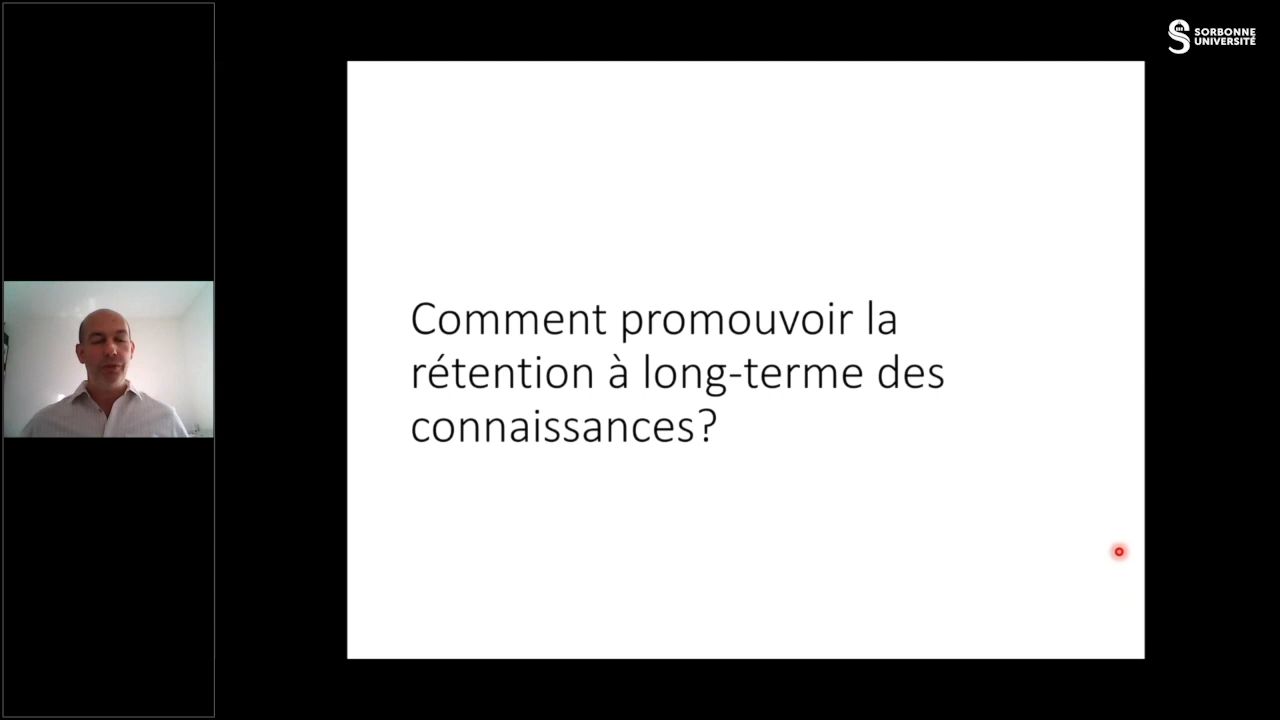 SORBONNE
UNIVERSITÉ
Comment promouvoir la
rétention à long-terme des
connaissances?